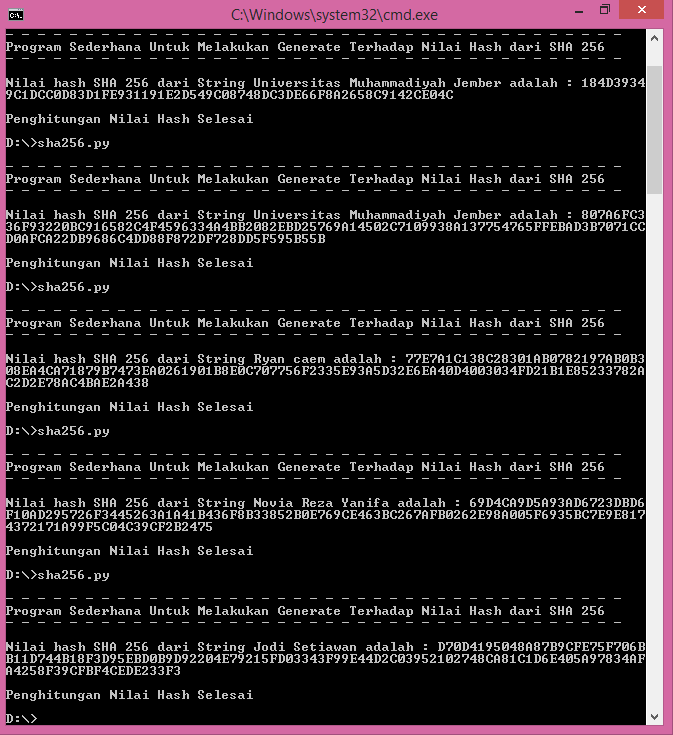 C:\Windows\system32\cmd.exe
- - - - - - - - - - - - - - - - - - - - - - - - - - - - - - - - - - - - - - -
Program Sederhana Untuk Melakukan Generate Terhadap Nilai Hash dari SHA 256
- - - - - - - - - - - - - - - - - - - - - - - - - - - - - - - - - - - - - - -
Nilai hash SHA 256 dari String Universitas Muhammadiyah Jember adalah : 184D3934
9C1DCC0D83D1FE931191E2D549C08748DC3DE66F8A2658C9142CE04C
Penghitungan Nilai Hash Selesai
D:\>sha256.py
- - - - - - - - - - - - - - - - - - - - - - - - - - - - - - - - - - - - - - -
Program Sederhana Untuk Melakukan Generate Terhadap Nilai Hash dari SHA 256
- - - - - - - - - - - - - - - - - - - - - - - - - - - - - - - - - - - - - - -
Nilai hash SHA 256 dari String Universitas Muhammadiyah Jember adalah : 807A6FC3
36F93220BC916582C4F4596334A4BB2082EBD25769A14502C7109938A137754765FFEBAD3B7071CC
D0AFCA22DB9686C4DD88F872DF728DD5F595B55B
Penghitungan Nilai Hash Selesai
D:\>sha256.py
- - - - - - - - - - - - - - - - - - - - - - - - - - - - - - - - - - - - - - -
Program Sederhana Untuk Melakukan Generate Terhadap Nilai Hash dari SHA 256
- - - - - - - - - - - - - - - - - - - - - - - - - - - - - - - - - - - - - - -
Nilai hash SHA 256 dari String Ryan caem adalah : 77E7A1C138C28301AB0782197AB0B3
08EA4CA71879B7473EA0261901B8E0C707756F2335E93A5D32E6EA40D4003034FD21B1E85233782A
C2D2E78AC4BAE2A438
Penghitungan Nilai Hash Selesai
D:\>sha256.py
- - - - - - - - - - - - - - - - - - - - - - - - - - - - - - - - - - - - - - -
Program Sederhana Untuk Melakukan Generate Terhadap Nilai Hash dari SHA 256
- - - - - - - - - - - - - - - - - - - - - - - - - - - - - - - - - - - - - - -
Nilai hash SHA 256 dari String Novia Reza Yanifa adalah : 69D4CA9D5A93AD6723DBD6
F10AD295726F3445263A1A41B436F8B33852B0E769CE463BC267AFB0262E98A005F6935BC7E9E817
4372171A99F5C04C39CF2B2475
Penghitungan Nilai Hash Selesai
D:\>sha256.py
- - - - - - - - - - - - - - - - - - - - - - - - - - - - - - - - - - - - - - -
Program Sederhana Untuk Melakukan Generate Terhadap Nilai Hash dari SHA 256
- - - - - - - - - - - - - - - - - - - - - - - - - - - - - - - - - - - - - - -
Nilai hash SHA 256 dari String Jodi Setiawan adalah : D70D4195048A87B9CFE75F706B
B11D744B18F3D95EBD0B9D92204E79215FD03343F99E44D2C03952102748CA81C1D6E405A97834AF
A4258F39CFBF4CEDE233F3
Penghitungan Nilai Hash Selesai
D:\>